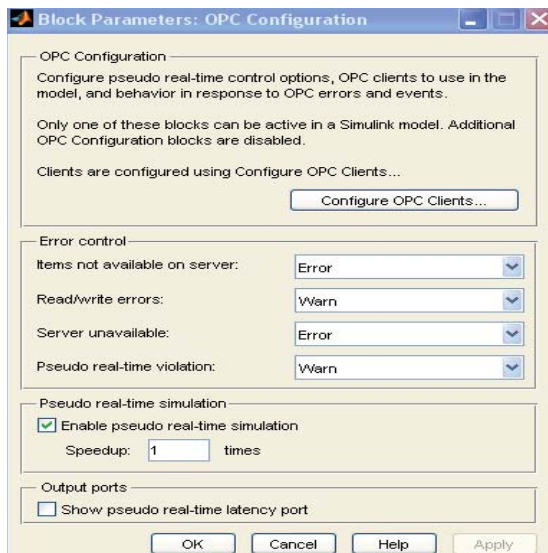 Block Parameters: OPC Configuration
OPC Configuration
Configure pseudo real-time control options, OPC clients to use in the
model, and behavior in response to OPC errors and events.
Only one of these blocks can be active in a Simulink model. Additional
OPC Configuration blocks are disabled.
Clients are configured using Configure OPC Clients...
Configure OPC Clients...
Error control
Items not available on server: Error
Read/write errors: Warn
Server unavailable: Error
Pseudo real-time violation: Warn
Pseudo real-time simulation
Enable pseudo real-time simulation
Speedup: 1 times
Output ports
Show pseudo real-time latency port
OK Cancel Help Apply